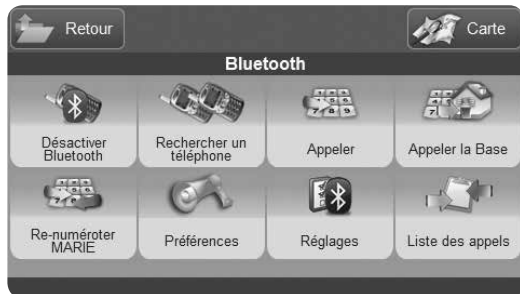 Retour
Carte
Bluetooth
Désactiver
Bluetooth
Rechercher un
téléphone
Appeler
Appeler la Base
Re-numéroter
MARIE
Préférences
Réglages
Liste des appels